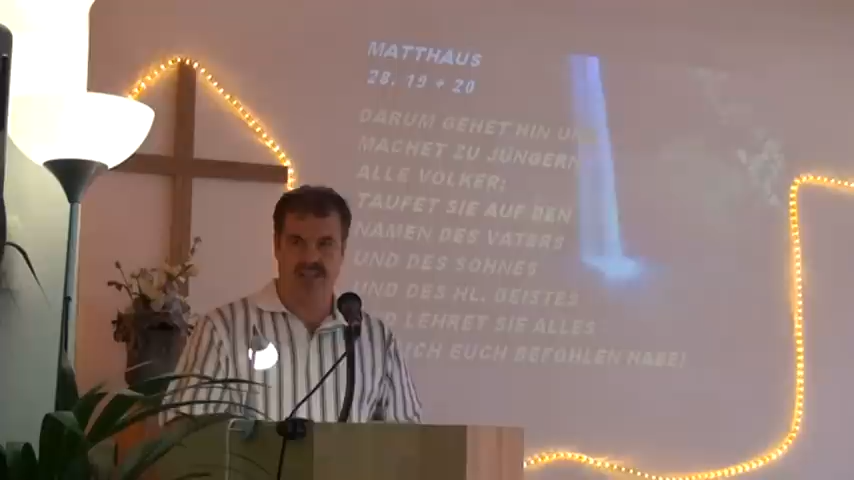 MATTHÄUS
28, 19 + 20
DARUM GEHET HIN UND
MACHET ZU JÜNGERN
ALLE VÖLKER:
TAUFET SIE AUF DEN
NAMEN DES VATERS
UND DES SOHNES
UND DES HL. GEISTES
UND LEHRET SIE ALLES
EUCH BEFOHLEN HABE!